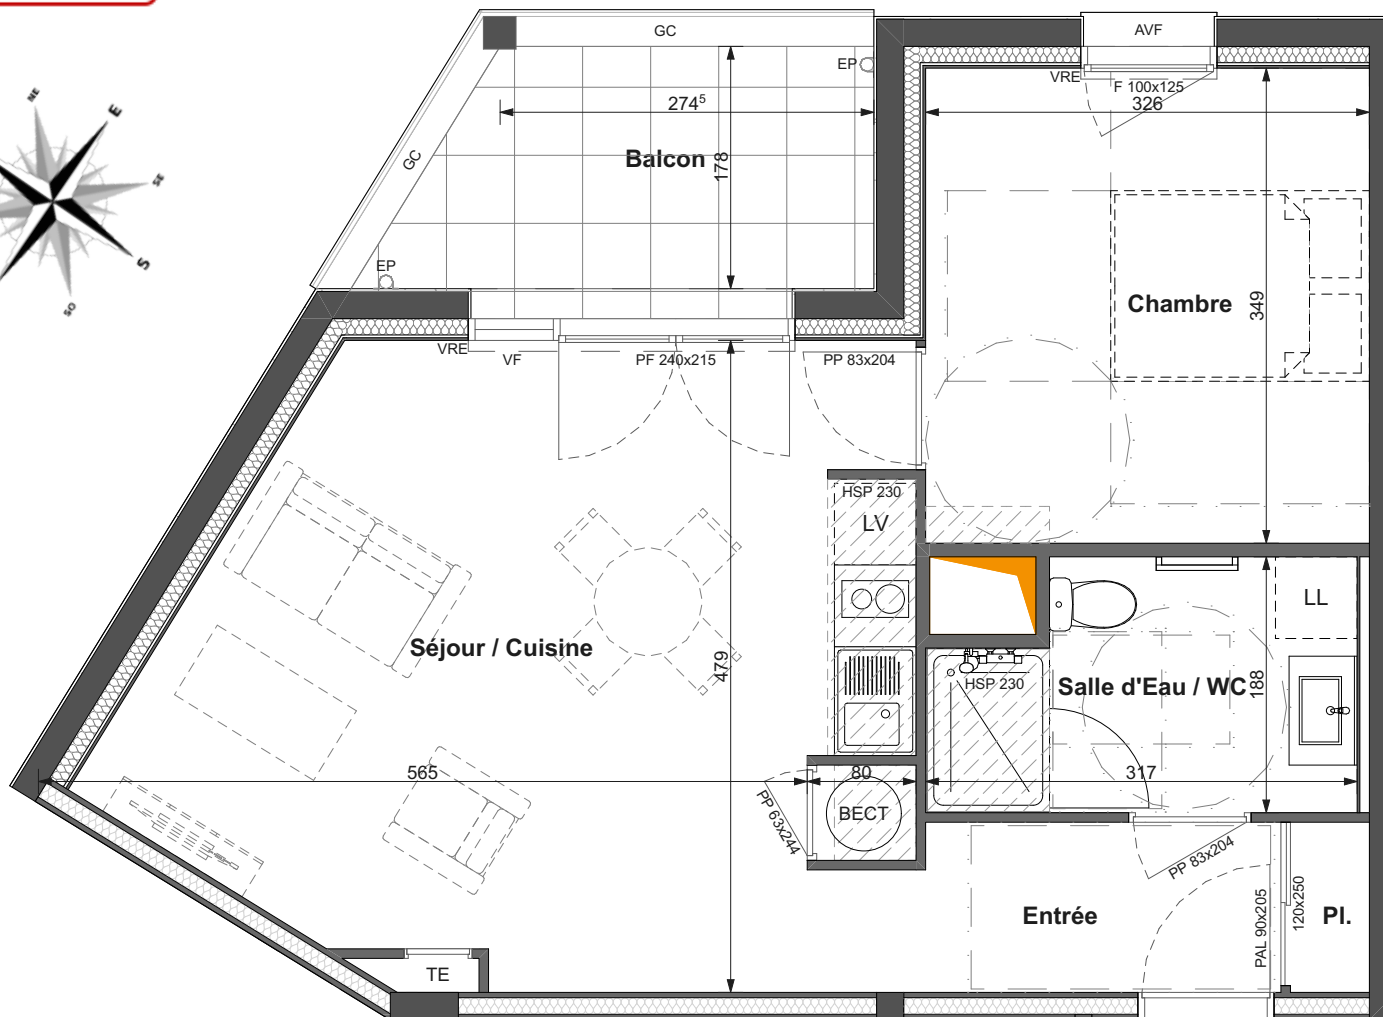 GC
AVF
EP
VRE
F 100x125
NE
E
274⁵
326
GC
Balcon
178
SE
S
EP
SO
Chambre
349
VRE
VF
PF 240x215
PP 83x204
HSP 230
LV
LL
Séjour / Cuisine
479
HSP 230
Salle d'Eau / WC
188
565
80
317
PP 63x244
BECT
PP 83x204
Entrée
PAL 90x205
120x250
Pl.
TE